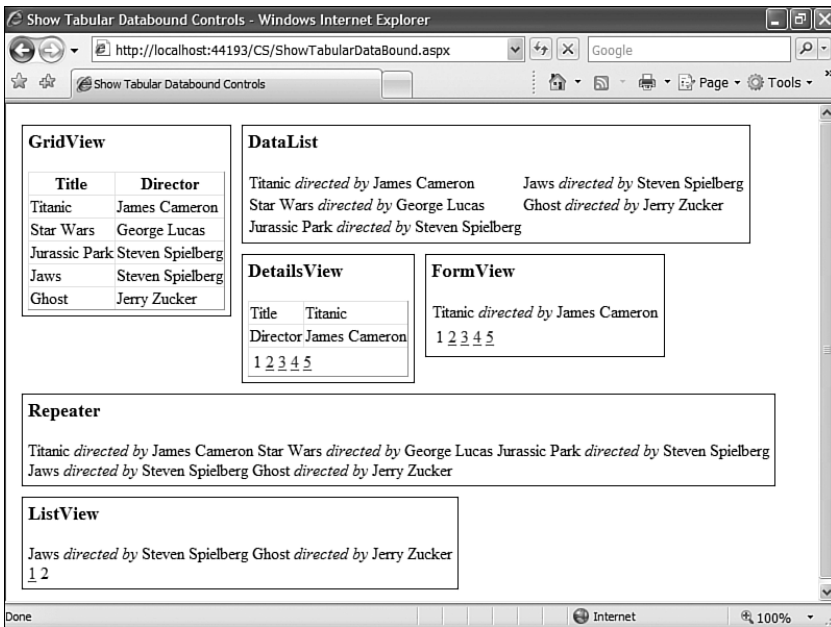 Show Tabular Databound Controls - Windows Internet Explorer
http://localhost:44193/CS/ShowTabularDataBound.aspx
Google
Show Tabular Databound Controls
Page
Tools
GridView
Title Director
Titanic James Cameron
Star Wars George Lucas
Jurassic Park Steven Spielberg
Jaws Steven Spielberg
Ghost Jerry Zucker
DataList
Titanic directed by James Cameron Jaws directed by Steven Spielberg
Star Wars directed by George Lucas Ghost directed by Jerry Zucker
Jurassic Park directed by Steven Spielberg
DetailsView
Title Titanic
Director James Cameron
1 2 3 4 5
FormView
Titanic directed by James Cameron
1 2 3 4 5
Repeater
Titanic directed by James Cameron Star Wars directed by George Lucas Jurassic Park directed by Steven Spielberg
Jaws directed by Steven Spielberg Ghost directed by Jerry Zucker
ListView
Jaws directed by Steven Spielberg Ghost directed by Jerry Zucker
1 2
Done
Internet
100%